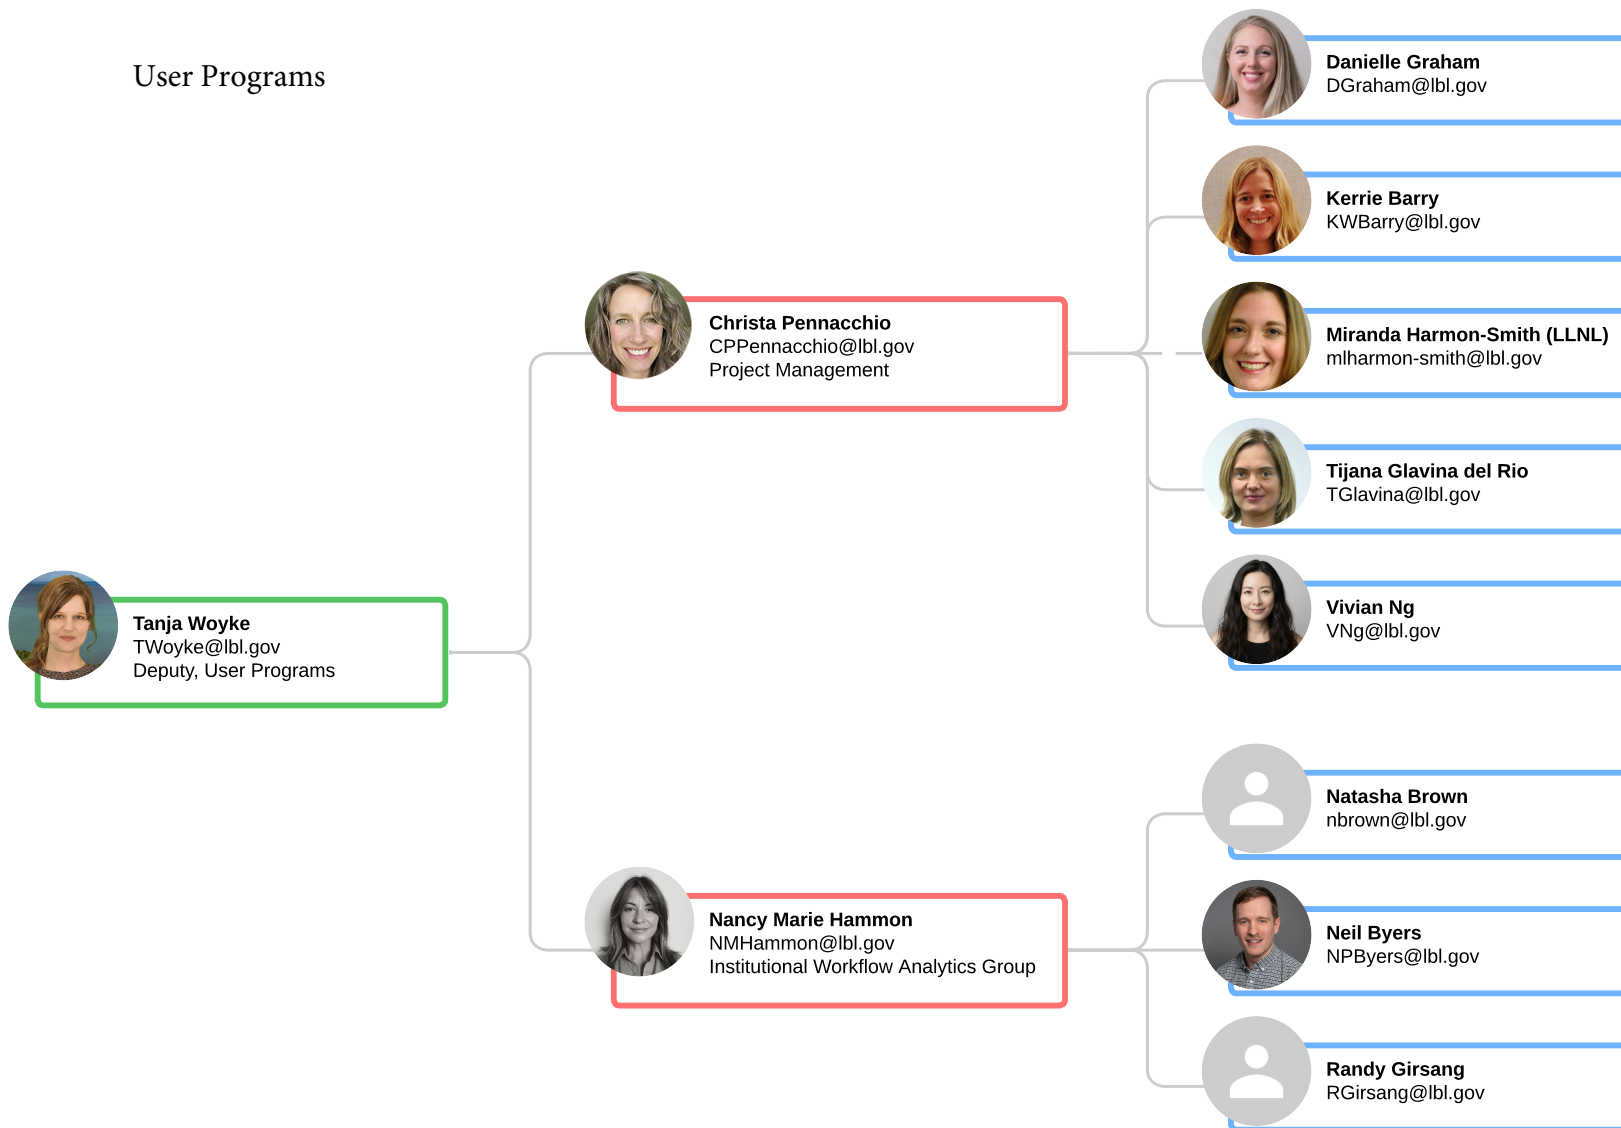 User Programs
Tanja Woyke
TWoyke@lbl.gov
Deputy, User Programs
Christa Pennacchio
CPPennacchio@lbl.gov
Project Management
Danielle Graham
DGraham@lbl.gov
Kerrie Barry
KWBarry@lbl.gov
Miranda Harmon-Smith (LLNL)
mlharmon-smith@lbl.gov
Tijana Glavina del Rio
TGlavina@lbl.gov
Vivian Ng
VNg@lbl.gov
Nancy Marie Hammon
NMHammon@lbl.gov
Institutional Workflow Analytics Group
Natasha Brown
nbrown@lbl.gov
Neil Byers
NPByers@lbl.gov
Randy Girsang
RGirsang@lbl.gov